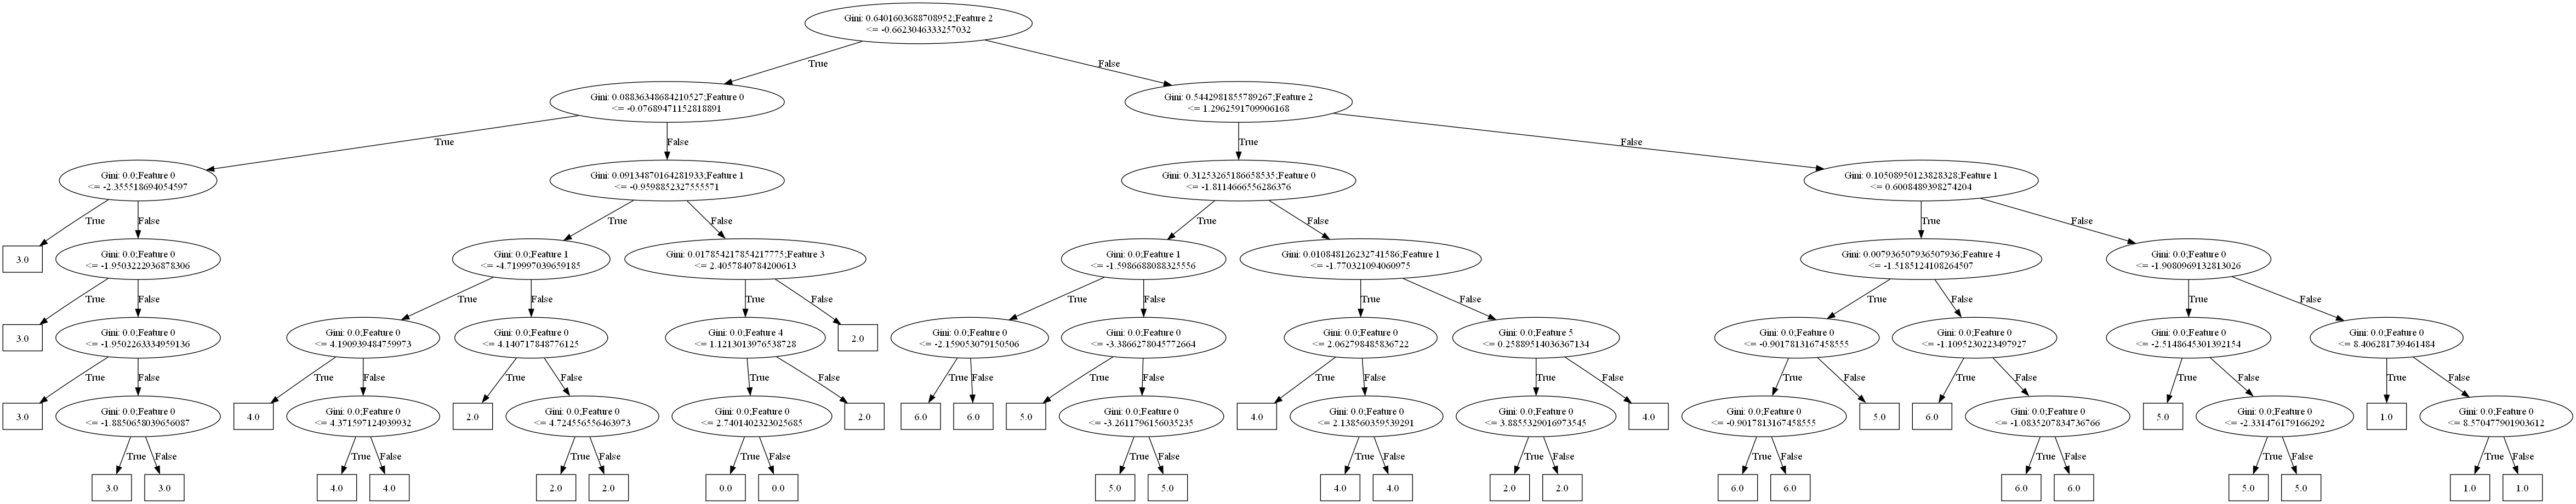 Gini: 0.6401603688708952;Feature 2
<= -0.6623046333257032
True
False
Gini: 0.08836348684210527;Feature 0
<= -0.07689471152818891
Gini: 0.5442981855789267;Feature 2
<= 1.2962591709906168
True
False
True
False
Gini: 0.0;Feature 0
<= -2.355518694054597
Gini: 0.09134870164281933;Feature 1
<= -0.9598852327555571
Gini: 0.31253265186658535;Feature 0
<= -1.8114666556286376
Gini: 0.10508950123828328;Feature 1
<= 0.6008489398274204
True
False
True
False
True
False
True
False
3.0
Gini: 0.0;Feature 0
<= -1.9503222936878306
Gini: 0.0;Feature 1
<= -4.719997039659185
Gini: 0.017854217854217775;Feature 3
<= 2.4057840784200613
Gini: 0.0;Feature 1
<= -1.5986688088325556
Gini: 0.010848126232741586;Feature 1
<= -1.770321094060975
Gini: 0.007936507936507936;Feature 4
<= -1.5185124108264507
Gini: 0.0;Feature 0
<= -1.9080969132813026
True
False
True
False
True
False
True
False
True
False
True
False
True
False
3.0
Gini: 0.0;Feature 0
<= -1.9502263334959136
Gini: 0.0;Feature 0
<= 4.190939484759973
Gini: 0.0;Feature 0
<= 4.140717848776125
Gini: 0.0;Feature 4
<= 1.1213013976538728
2.0
Gini: 0.0;Feature 0
<= -2.159053079150506
Gini: 0.0;Feature 0
<= -3.3866278045772664
Gini: 0.0;Feature 0
<= 2.062798485836722
Gini: 0.0;Feature 5
<= 0.25889514036367134
Gini: 0.0;Feature 0
<= -0.9017813167458555
Gini: 0.0;Feature 0
<= -1.1095230223497927
Gini: 0.0;Feature 0
<= -2.5148645301392154
Gini: 0.0;Feature 0
<= 8.406281739461484
True
False
True
False
True
False
True
False
True
False
True
False
True
False
True
False
True
False
True
False
True
False
True
False
3.0
Gini: 0.0;Feature 0
<= -1.8850658039656087
4.0
Gini: 0.0;Feature 0
<= 4.371597124939932
2.0
Gini: 0.0;Feature 0
<= 4.724556556463973
Gini: 0.0;Feature 0
<= 2.7401402323025685
2.0
6.0
6.0
5.0
Gini: 0.0;Feature 0
<= -3.2611796156035235
4.0
Gini: 0.0;Feature 0
<= 2.138560359539291
Gini: 0.0;Feature 0
<= 3.8855329016973545
4.0
Gini: 0.0;Feature 0
<= -0.9017813167458555
5.0
6.0
Gini: 0.0;Feature 0
<= -1.0835207834736766
5.0
Gini: 0.0;Feature 0
<= -2.331476179166292
1.0
Gini: 0.0;Feature 0
<= 8.570477901903612
True
False
True
False
True
False
True
False
True
False
True
False
True
False
True
False
True
False
True
False
True
False
3.0
3.0
4.0
4.0
2.0
2.0
0.0
0.0
5.0
5.0
4.0
4.0
2.0
2.0
6.0
6.0
6.0
6.0
5.0
5.0
1.0
1.0